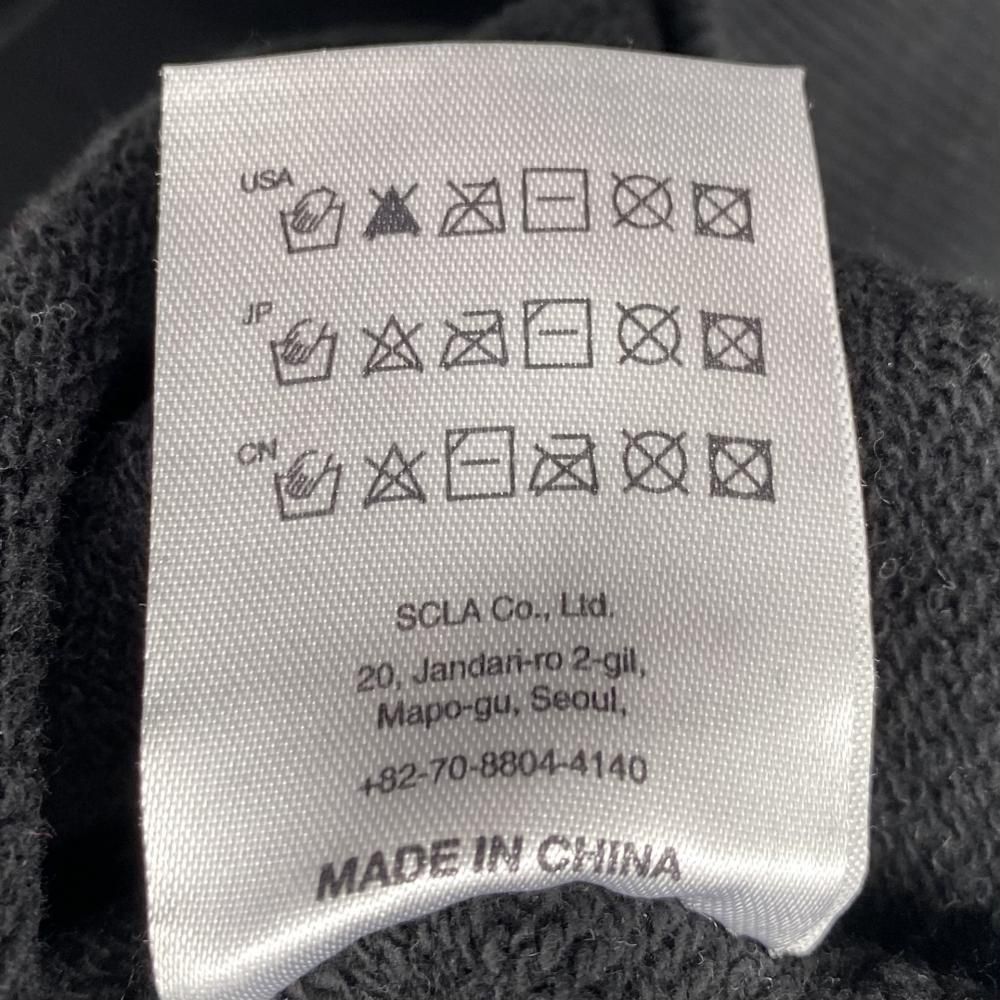 USA
JP
CN
SCLA Co., Ltd.
20, Jandari-ro 2-gil,
Mapo-gu, Seoul,
+82-70-8804-4140
MADE IN CHINA